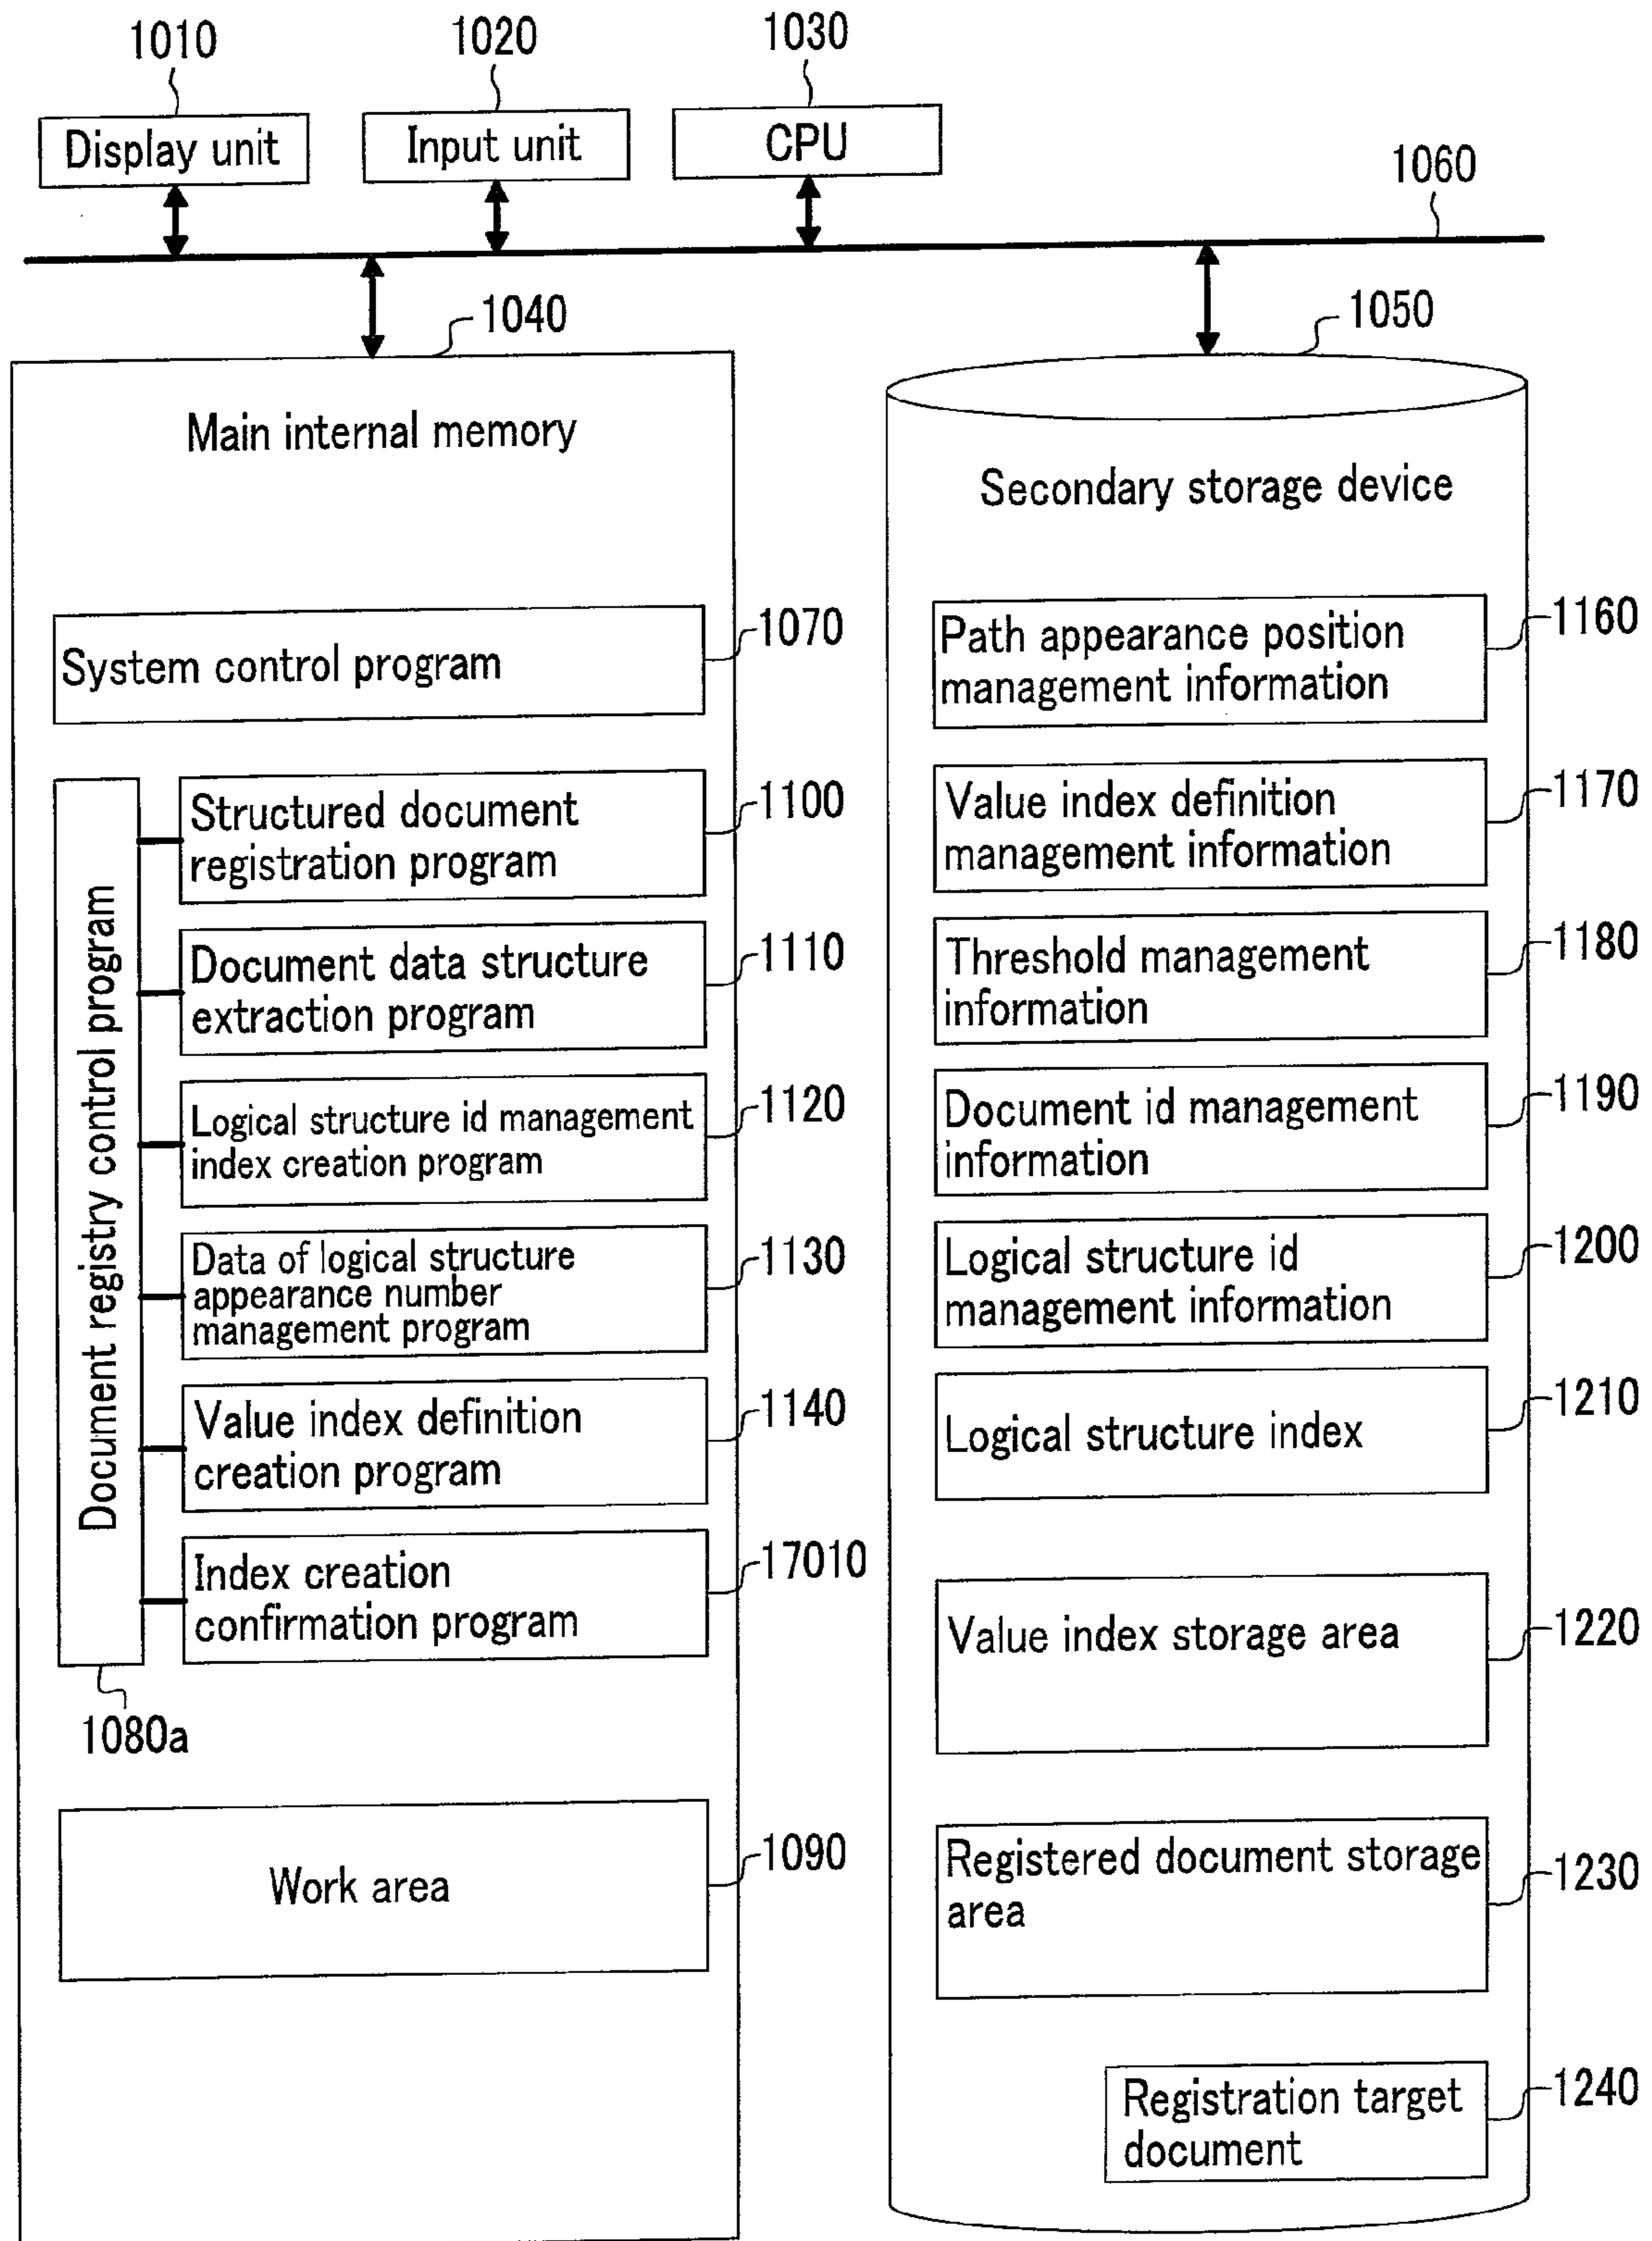 1010
1020
1030
Display unit
Input unit
CPU
1060
1040
1050
Main internal memory
Secondary storage device
System control program
1070
Document registry control program
Structured document
registration program
1100
Document data structure
extraction program
1110
Logical structure id management
index creation program
1120
Data of logical structure
appearance number
management program
1130
Value index definition
creation program
1140
Index creation
confirmation program
17010
1080a
Work area
1090
Path appearance position
management information
1160
Value index definition
management information
1170
Threshold management
information
1180
Document id management
information
1190
Logical structure id
management information
1200
Logical structure index
1210
Value index storage area
1220
Registered document storage
area
1230
Registration target
document
1240